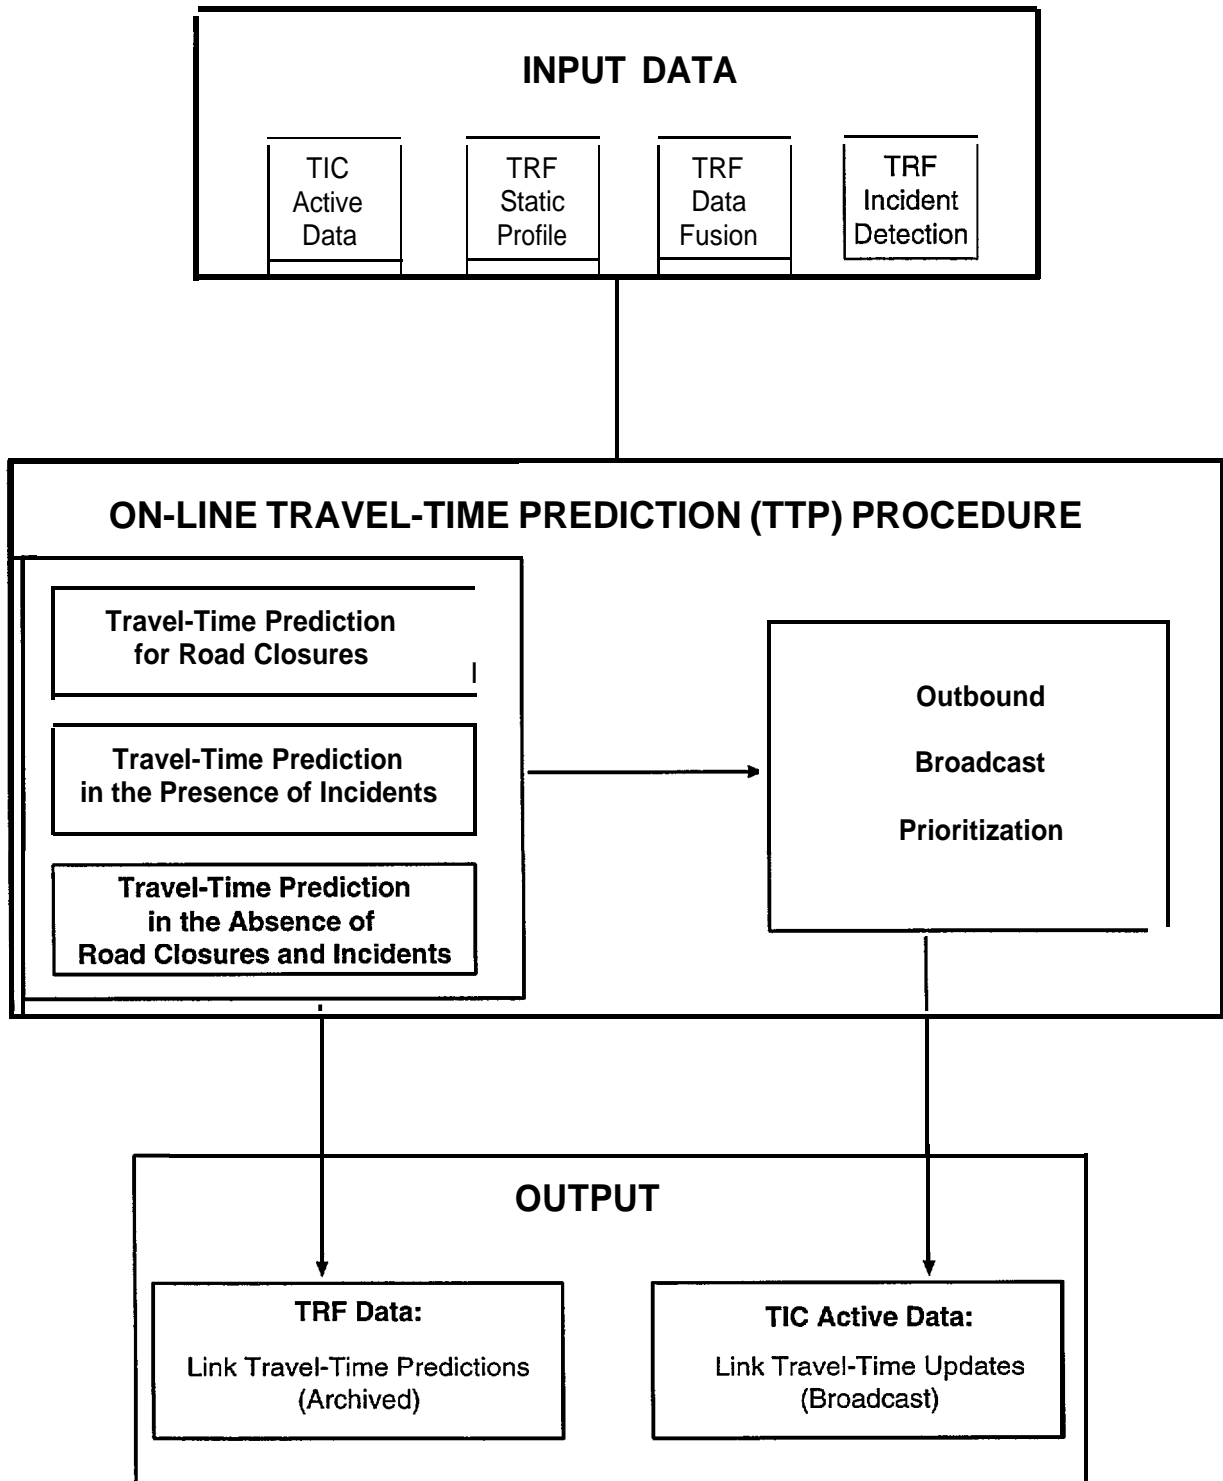 INPUT DATA
TIC
Active
Data
TRF
Static
Profile
TRF
Data
Fusion
TRF
Incident
Detection
ON-LINE TRAVEL-TIME PREDICTION (TTP) PROCEDURE
Travel-Time Prediction
for Road Closures
Travel-Time Prediction
in the Presence of Incidents
Travel-Time Prediction
in the Absence of
Road Closures and Incidents
Outbound
Broadcast
Prioritization
OUTPUT
TRF Data:
Link Travel-Time Predictions
(Archived)
TIC Active Data:
Link Travel-Time Updates
(Broadcast)